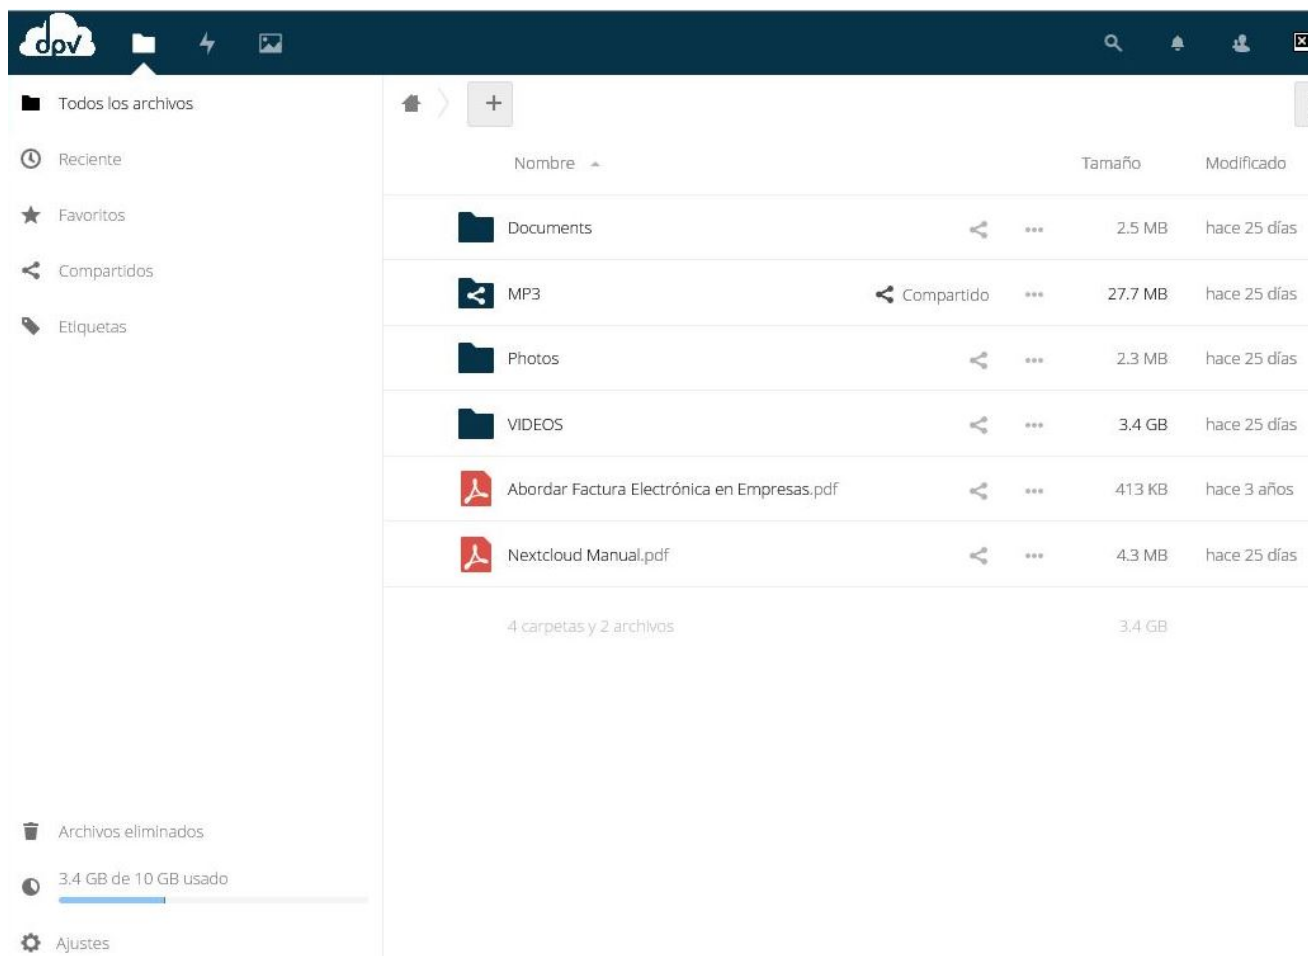 dpv
Todos los archivos
Reciente
Favoritos
Compartidos
Etiquetas
Nombre Tamaño Modificado
Documents 2.5 MB hace 25 días
MP3 Compartido 27.7 MB hace 25 días
Photos 2.3 MB hace 25 días
VIDEOS 3.4 GB hace 25 días
Abordar Factura Electrónica en Empresas.pdf 413 KB hace 3 años
Nextcloud Manual.pdf 4.3 MB hace 25 días
4 carpetas y 2 archivos 3.4 GB
Archivos eliminados
3.4 GB de 10 GB usado
Ajustes